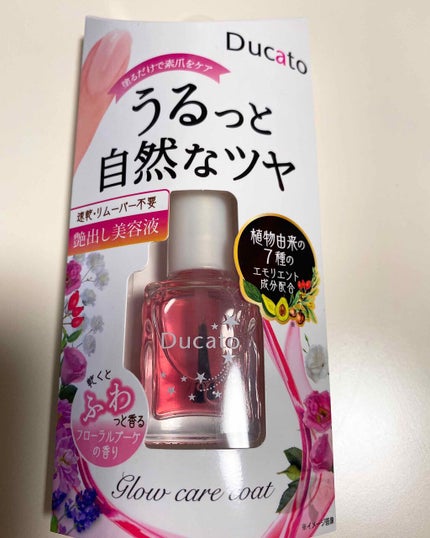 Ducato
塗るだけで素爪をケア
うるっと
自然なツヤ
速乾・リムーバー不要
艶出し美容液
植物由来の
7種の
エモリエント
成分配合
Ducato
乾くと
ふわ
っと香る
フローラルブーケ
の香り
Glow care coat
※イメージ画像